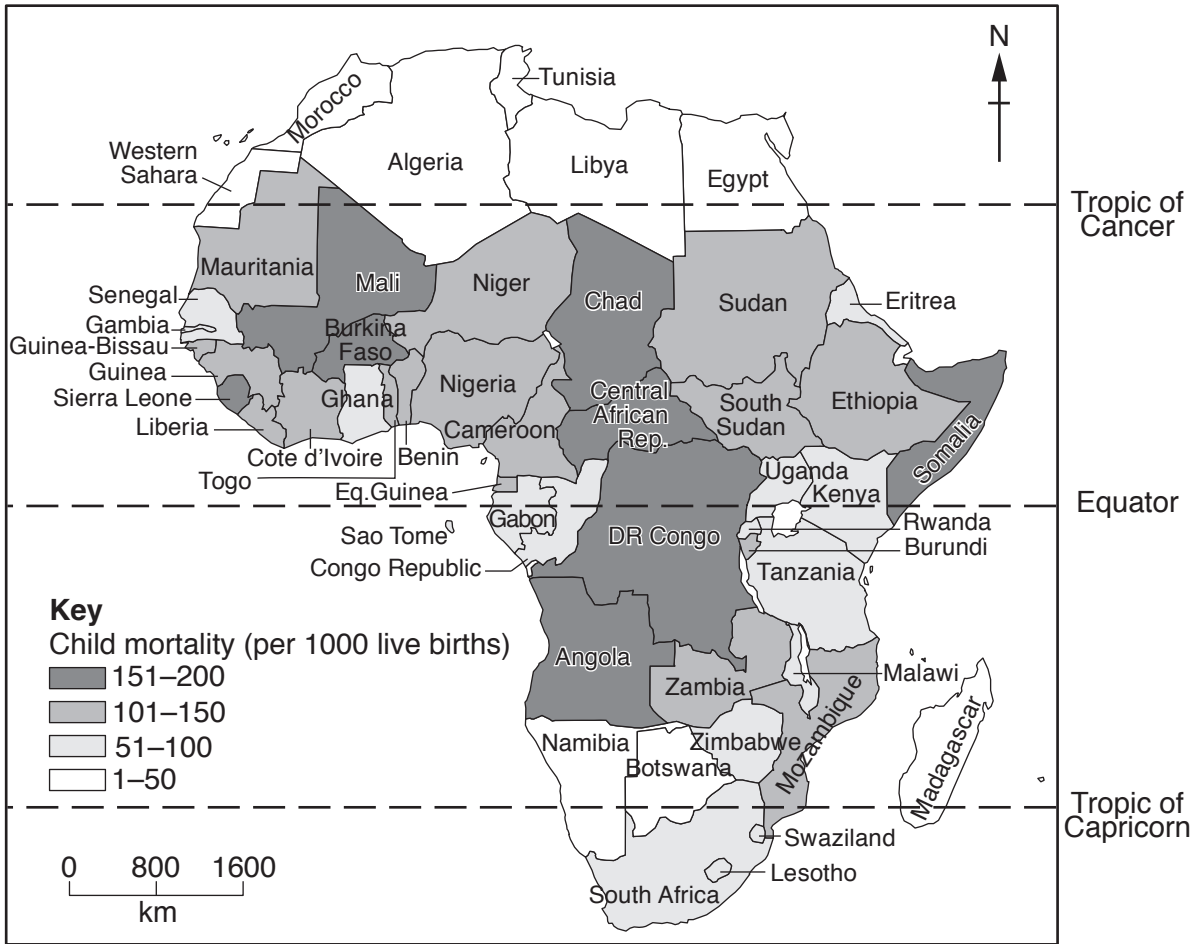 N
Tunisia
Morocco
Western
Sahara
Algeria
Libya
Egypt
Tropic of
Cancer
Mauritania
Mali
Niger
Chad
Sudan
Eritrea
Senegal
Gambia
Guinea-Bissau
Guinea
Sierra Leone
Liberia
Burkina
Faso
Ghana
Nigeria
Cote d'Ivoire
Benin
Togo
Cameroon
Central
African
Rep.
South
Sudan
Ethiopia
Somalia
Eq.Guinea
Uganda
Kenya
Equator
Gabon
Sao Tome
Congo Republic
DR Congo
Rwanda
Burundi
Tanzania
Key
Child mortality (per 1000 live births)
151–200
101–150
51–100
1–50
Angola
Zambia
Malawi
Mozambique
Madagascar
Namibia
Zimbabwe
Botswana
Tropic of
Capricorn
Swaziland
Lesotho
South Africa
0 800 1600
km